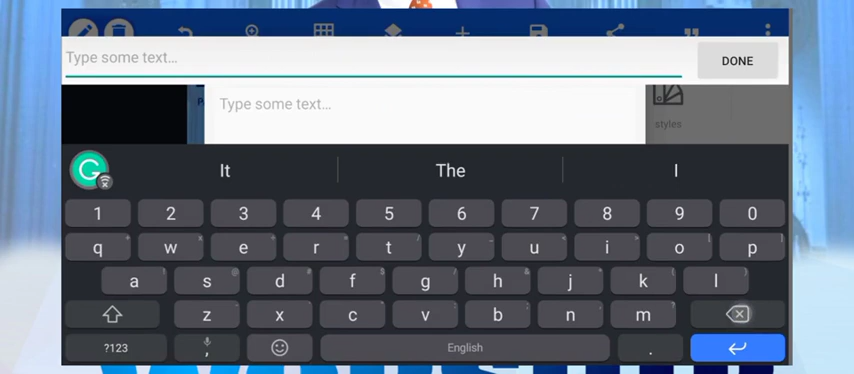 Type some text...
DONE
Type some text...
styles
It The I
1 2 3 4 5 6 7 8 9 0
q w e r t y u i o p
a s d f g h j k l
z x c v b n m
?123 , English .